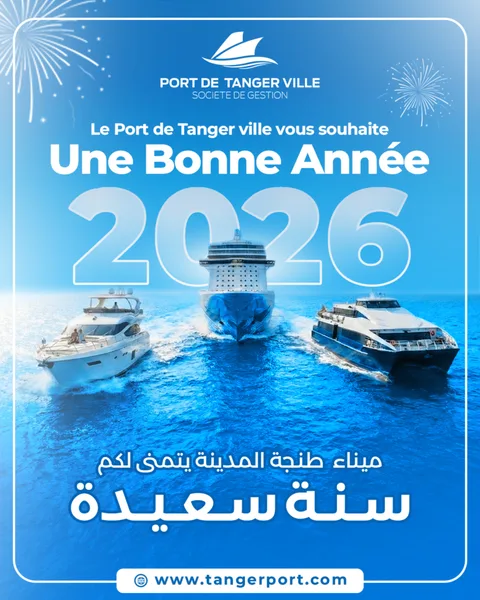 PORT DE TANGER VILLE
SOCIETE DE GESTION
Le Port de Tanger ville vous souhaite
Une Bonne Année
2026
ميناء طنجة المدينة يتمنى لكم
سنة سعيدة
www.tangerport.com